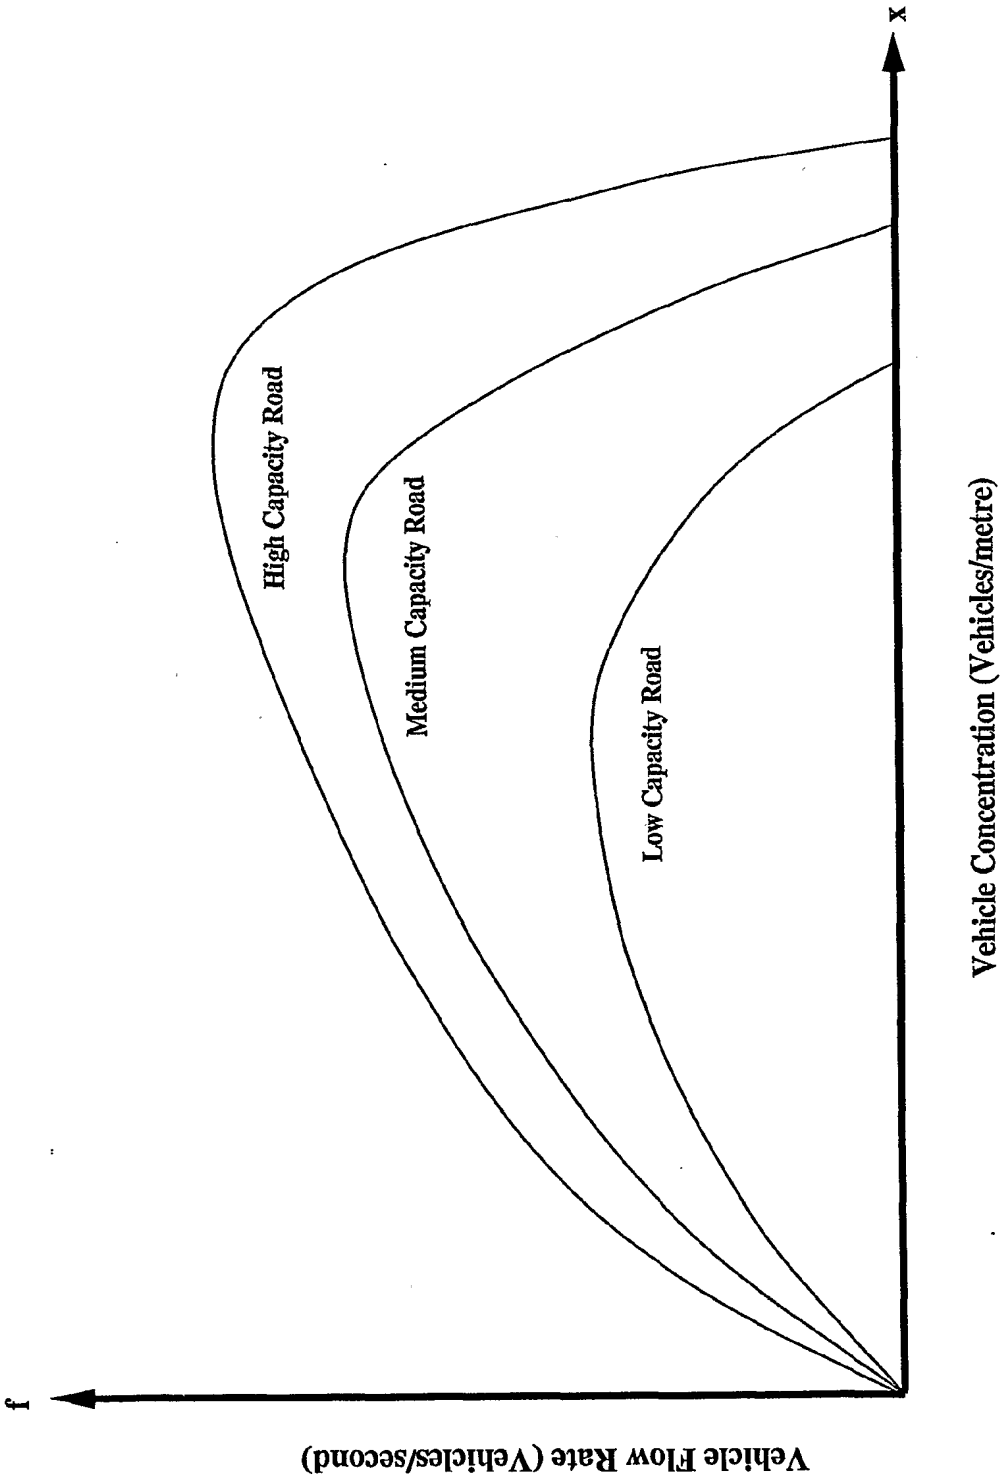 f
Vehicle Flow Rate (Vehicles/second)
High Capacity Road
Medium Capacity Road
Low Capacity Road
x
Vehicle Concentration (Vehicles/metre)